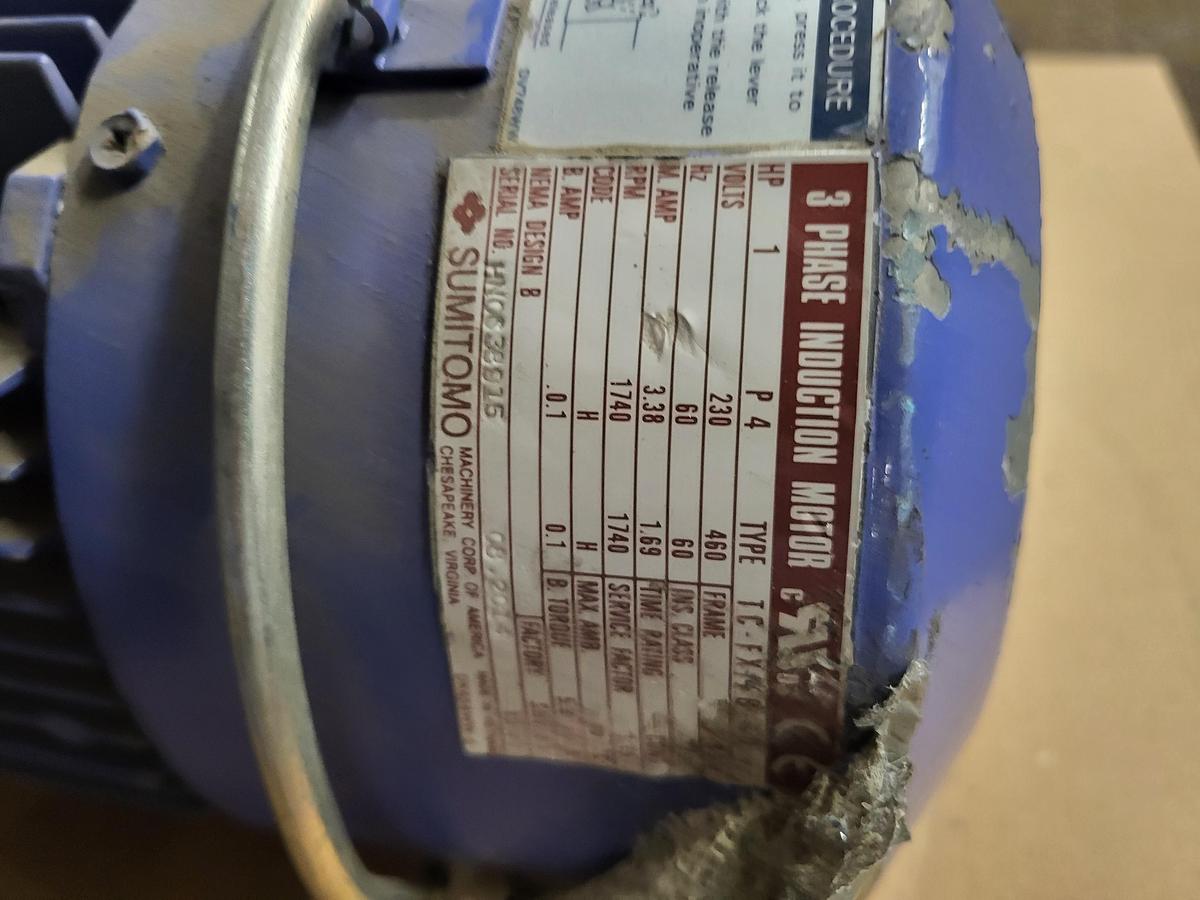 OCEDURE
press it to
ck the lever
ith the release
inoperative
3 PHASE INDUCTION MOTOR
HP 1 P 4 TYPE
VOLTS 230 460 FRAME
Hz 60 60 INS. CLASS
M. AMP 3.38 1.69 TIME RATING
RPM 1740 1740 SERVICE FACTOR
CODE H H MAX AMB.
B. AMP 0.1 0.1 B. TORQUE
NEMA DESIGN B FACTORY
SERIAL NO.
SUMITOMO MACHINERY CORP. OF AMERICA
CHESAPEAKE, VIRGINIA